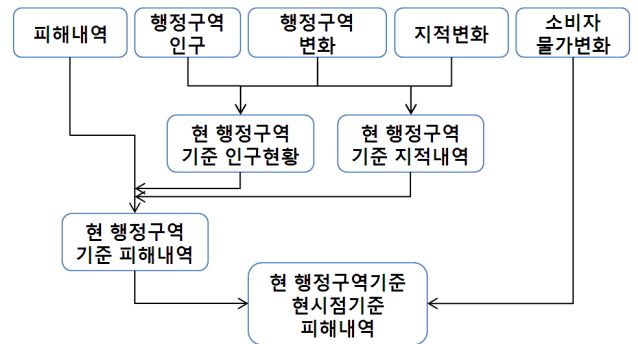 피해내역
행정구역
인구
행정구역
변화
지적변화
소비자
물가변화
현 행정구역
기준 인구현황
현 행정구역
기준 지적내역
현 행정구역
기준 피해내역
현 행정구역기준
현시점기준
피해내역